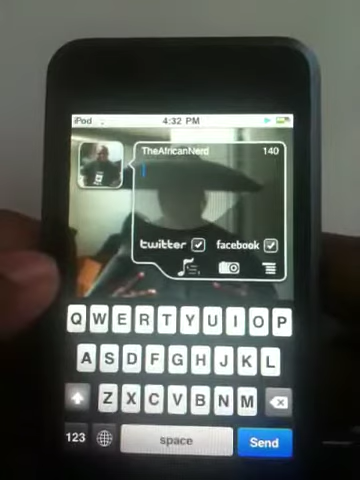 iPod 4:32 PM
TheAfricanNerd 140
twitter facebook
Q W E R T Y U I O P
A S D F G H J K L
Z X C V B N M
123 space Send